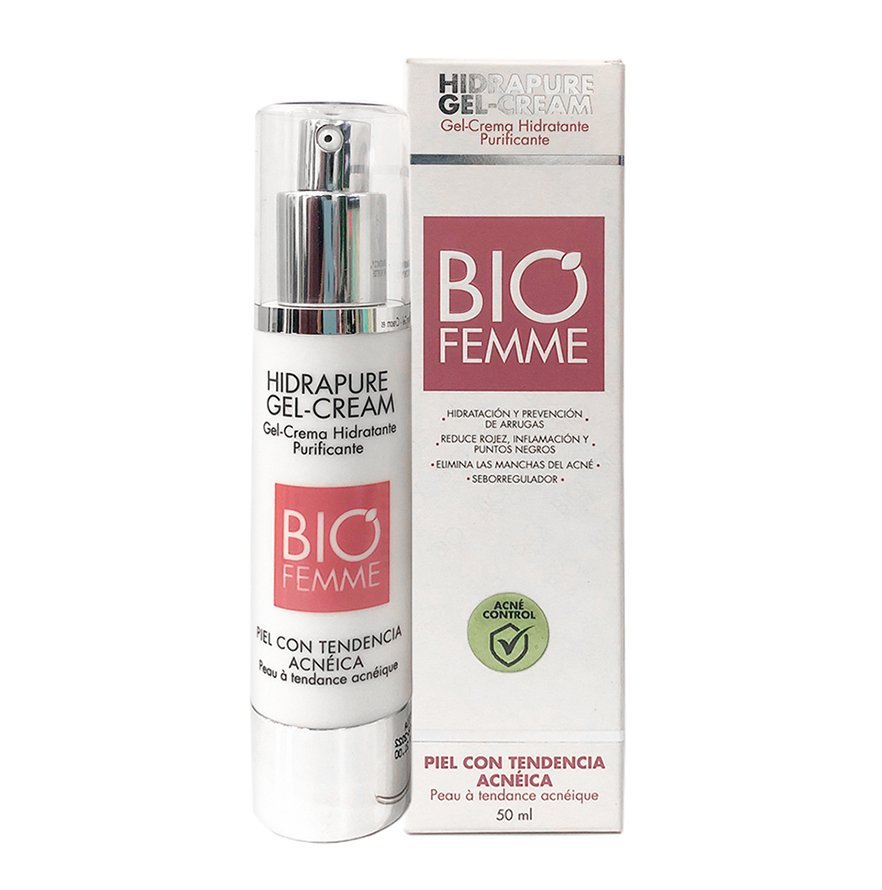 HIDRAPURE
GEL-CREAM
Gel-Crema Hidratante
Purificante
BIO
FEMME
PIEL CON TENDENCIA
ACNÉICA
Peau à tendance acnéique
HIDRAPURE
GEL-CREAM
Gel-Crema Hidratante
Purificante
BIO
FEMME
• HIDRATACIÓN Y PREVENCIÓN
DE ARRUGAS •
• REDUCE ROJEZ, INFLAMACIÓN Y
PUNTOS NEGROS •
• ELIMINA LAS MANCHAS DEL ACNÉ •
• SEBORREGULADOR •
ACNÉ
CONTROL
PIEL CON TENDENCIA
ACNÉICA
Peau à tendance acnéique
50 ml